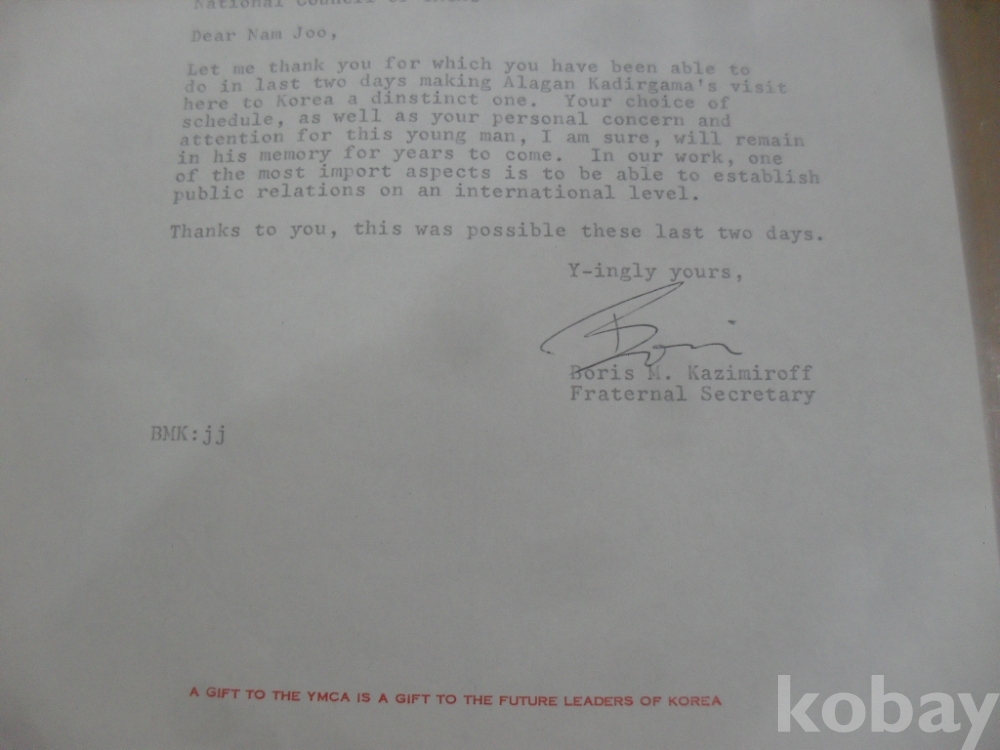 National Council of
Dear Nam Joo,
Let me thank you for which you have been able to
do in last two days making Alagan Kadirgama's visit
here to Korea a dinstinct one. Your choice of
schedule, as well as your personal concern and
attention for this young man, I am sure, will remain
in his memory for years to come. In our work, one
of the most import aspects is to be able to establish
public relations on an international level.
Thanks to you, this was possible these last two days.
Y-ingly yours,
Boris
Boris M. Kazimiroff
Fraternal Secretary
BMK:jj
A GIFT TO THE YMCA IS A GIFT TO THE FUTURE LEADERS OF KOREA
kobay